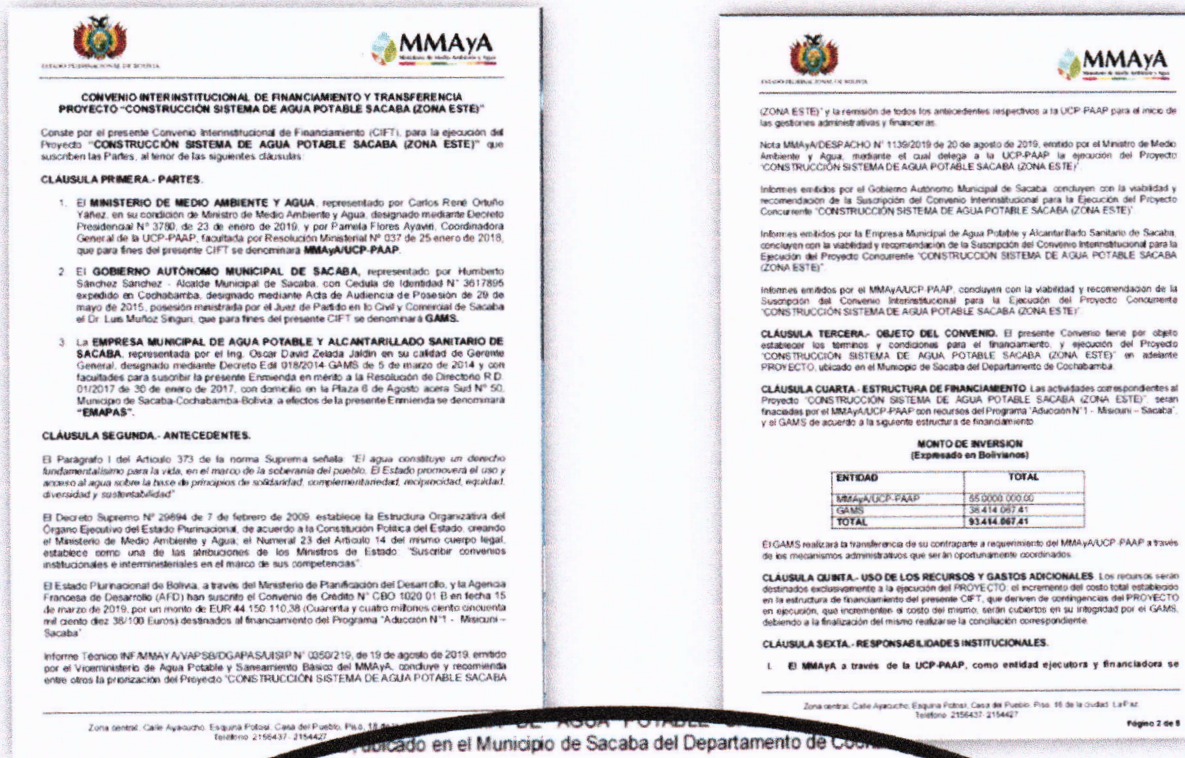 ESTADO PLURINACIONAL DE BOLIVIA
MMAyA
Ministerio de Medio Ambiente y Agua
CONVENIO INTERINSTITUCIONAL DE FINANCIAMIENTO Y TRANSFERENCIA
PROYECTO "CONSTRUCCIÓN SISTEMA DE AGUA POTABLE SACABA (ZONA ESTE)"
Conste por el presente Convenio Interinstitucional de Financiamiento (CIFT), para la ejecución del
Proyecto "CONSTRUCCIÓN SISTEMA DE AGUA POTABLE SACABA (ZONA ESTE)" que
suscriben las Partes, al tenor de las siguientes cláusulas:
CLÁUSULA PRIMERA.- PARTES.
1. El MINISTERIO DE MEDIO AMBIENTE Y AGUA, representado por Carlos René Ortuño
Yáñez, en su condición de Ministro de Medio Ambiente y Agua, designado mediante Decreto
Presidencial N° 3780, de 23 de enero de 2019, y por Pamela Flores Ayaviri, Coordinadora
General de la UCP-PAAP, facultada por Resolución Ministerial N° 037 de 25 enero de 2018,
que para fines del presente CIFT se denominará MMAyA/UCP-PAAP.
2. El GOBIERNO AUTÓNOMO MUNICIPAL DE SACABA, representado por Humberto
Sánchez Sánchez - Alcalde Municipal de Sacaba, con Cedula de Identidad N° 3617895
expedido en Cochabamba, designado mediante Acta de Audiencia de Posesión de 29 de
mayo de 2015, posesión ministrada por el Juez de Partido en lo Civil y Comercial de Sacaba
el Dr. Luis Muñoz Singuri, que para fines del presente CIFT se denominará GAMS.
3. La EMPRESA MUNICIPAL DE AGUA POTABLE Y ALCANTARILLADO SANITARIO DE
SACABA, representada por el Ing. Oscar David Zelada Jaldin en su calidad de Gerente
General, designado mediante Decreto Edil 018/2014 GAMS de 5 de marzo de 2014 y con
facultades para suscribir la presente Enmienda en mérito a la Resolución de Directorio R.D.
01/2017 de 30 de enero de 2017, con domicilio en la Plaza 6 de Agosto acera Sud N° 50,
Municipio de Sacaba-Cochabamba-Bolivia, a efectos de la presente Enmienda se denominará
"EMAPAS".
CLÁUSULA SEGUNDA.- ANTECEDENTES.
El Parágrafo I del Artículo 373 de la norma Suprema señala: "El agua constituye un derecho
fundamentalísimo para la vida, en el marco de la soberanía del pueblo. El Estado promoverá el uso y
acceso al agua sobre la base de principios de solidaridad, complementariedad, reciprocidad, equidad,
diversidad y sustentabilidad"
El Decreto Supremo N° 29894 de 7 de febrero de 2009, establece la Estructura Organizativa del
Órgano Ejecutivo del Estado Plurinacional, de acuerdo a la Constitución Política del Estado, creando
el Ministerio de Medio Ambiente y Agua; el Numeral 23 del Artículo 14 del mismo cuerpo legal,
establece como una de las atribuciones de los Ministros de Estado: "Suscribir convenios
institucionales e interministeriales en el marco de sus competencias".
El Estado Plurinacional de Bolivia, a través del Ministerio de Planificación del Desarrollo, y la Agencia
Francesa de Desarrollo (AFD) han suscrito el Convenio de Crédito N° CBO 1020 01 B en fecha 15
de marzo de 2019, por un monto de EUR 44.150.110,38 (Cuarenta y cuatro millones ciento cincuenta
mil ciento diez 38/100 Euros) destinados al financiamiento del Programa "Aducción N°1 - Misicuni –
Sacaba"
Informe Técnico INF/MMAYA/VAPSB/DGAPAS/UISIP N° 0350/219, de 19 de agosto de 2019, emitido
por el Viceministerio de Agua Potable y Saneamiento Básico del MMAyA, concluye y recomienda
entre otros la priorización del Proyecto "CONSTRUCCIÓN SISTEMA DE AGUA POTABLE SACABA
Zona central, Calle Ayacucho, Esquina Potosí, Casa del Pueblo, Piso, 18 de
Teléfono: 2156437- 2154427
ESTADO PLURINACIONAL DE BOLIVIA
MMAyA
Ministerio de Medio Ambiente y Agua
(ZONA ESTE)" y la remisión de todos los antecedentes respectivos a la UCP-PAAP para el inicio de
las gestiones administrativas y financieras.
Nota MMAyA/DESPACHO N° 1139/2019 de 20 de agosto de 2019, emitido por el Ministro de Medio
Ambiente y Agua, mediante el cual delega a la UCP-PAAP la ejecución del Proyecto
"CONSTRUCCIÓN SISTEMA DE AGUA POTABLE SACABA (ZONA ESTE)".
Informes emitidos por el Gobierno Autónomo Municipal de Sacaba, concluyen con la viabilidad y
recomendación de la Suscripción del Convenio Interinstitucional para la Ejecución del Proyecto
Concurrente "CONSTRUCCIÓN SISTEMA DE AGUA POTABLE SACABA (ZONA ESTE)".
Informes emitidos por la Empresa Municipal de Agua Potable y Alcantarillado Sanitario de Sacaba,
concluyen con la viabilidad y recomendación de la Suscripción del Convenio Interinstitucional para la
Ejecución del Proyecto Concurrente "CONSTRUCCIÓN SISTEMA DE AGUA POTABLE SACABA
(ZONA ESTE)".
Informes emitidos por el MMAyA/UCP-PAAP, concluyen con la viabilidad y recomendación de la
Suscripción del Convenio Interinstitucional para la Ejecución del Proyecto Concurrente
"CONSTRUCCIÓN SISTEMA DE AGUA POTABLE SACABA (ZONA ESTE)".
CLÁUSULA TERCERA.- OBJETO DEL CONVENIO. El presente Convenio tiene por objeto
establecer los términos y condiciones para el financiamiento, y ejecución del Proyecto
"CONSTRUCCIÓN SISTEMA DE AGUA POTABLE SACABA (ZONA ESTE)" en adelante
PROYECTO, ubicado en el Municipio de Sacaba del Departamento de Cochabamba.
CLÁUSULA CUARTA.- ESTRUCTURA DE FINANCIAMIENTO. Las actividades correspondientes al
Proyecto "CONSTRUCCIÓN SISTEMA DE AGUA POTABLE SACABA (ZONA ESTE)", serán
finaciadas por el MMAyA/UCP-PAAP con recursos del Programa "Aducción N°1 - Misicuni – Sacaba",
y el GAMS de acuerdo a la siguiente estructura de financiamiento:
MONTO DE INVERSION
(Expresado en Bolivianos)
ENTIDAD TOTAL
MMAyA/UCP-PAAP 55.0000.000,00
GAMS 38.414.067,41
TOTAL 93.414.067,41
El GAMS realizará la transferencia de su contraparte a requerimiento del MMAyA/UCP-PAAP a través
de los mecanismos administrativos que serán oportunamente coordinados.
CLÁUSULA QUINTA.- USO DE LOS RECURSOS Y GASTOS ADICIONALES. Los recursos serán
destinados exclusivamente a la ejecución del PROYECTO, el incremento del costo total establecido
en la estructura de financiamiento del presente CIFT, que deriven de contingencias del PROYECTO
en ejecución, que incrementen el costo del mismo, serán cubiertos en su integridad por el GAMS,
debiendo a la finalización del mismo realizarse la conciliación correspondiente.
CLÁUSULA SEXTA.- RESPONSABILIDADES INSTITUCIONALES.
I. El MMAyA a través de la UCP-PAAP, como entidad ejecutora y financiadora se
Zona central, Calle Ayacucho, Esquina Potosí, Casa del Pueblo, Piso, 18 de la ciudad La Paz
Teléfono: 2156437- 2154427
Página 2 de 5
DE AGUA POTABLE
, ubicado en el Municipio de Sacaba del Departamento de